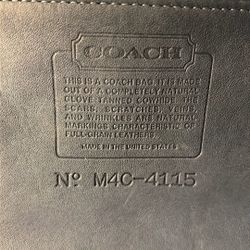 COACH
THIS IS A COACH BAG. IT IS MADE
OUT OF A COMPLETELY NATURAL
GLOVE TANNED COWHIDE. THE
SCARS, SCRATCHES, VEINS,
AND WRINKLES ARE NATURAL
MARKINGS CHARACTERISTIC OF
FULL-GRAIN LEATHERS.
MADE IN THE UNITED STATES
Nº M4C-4115